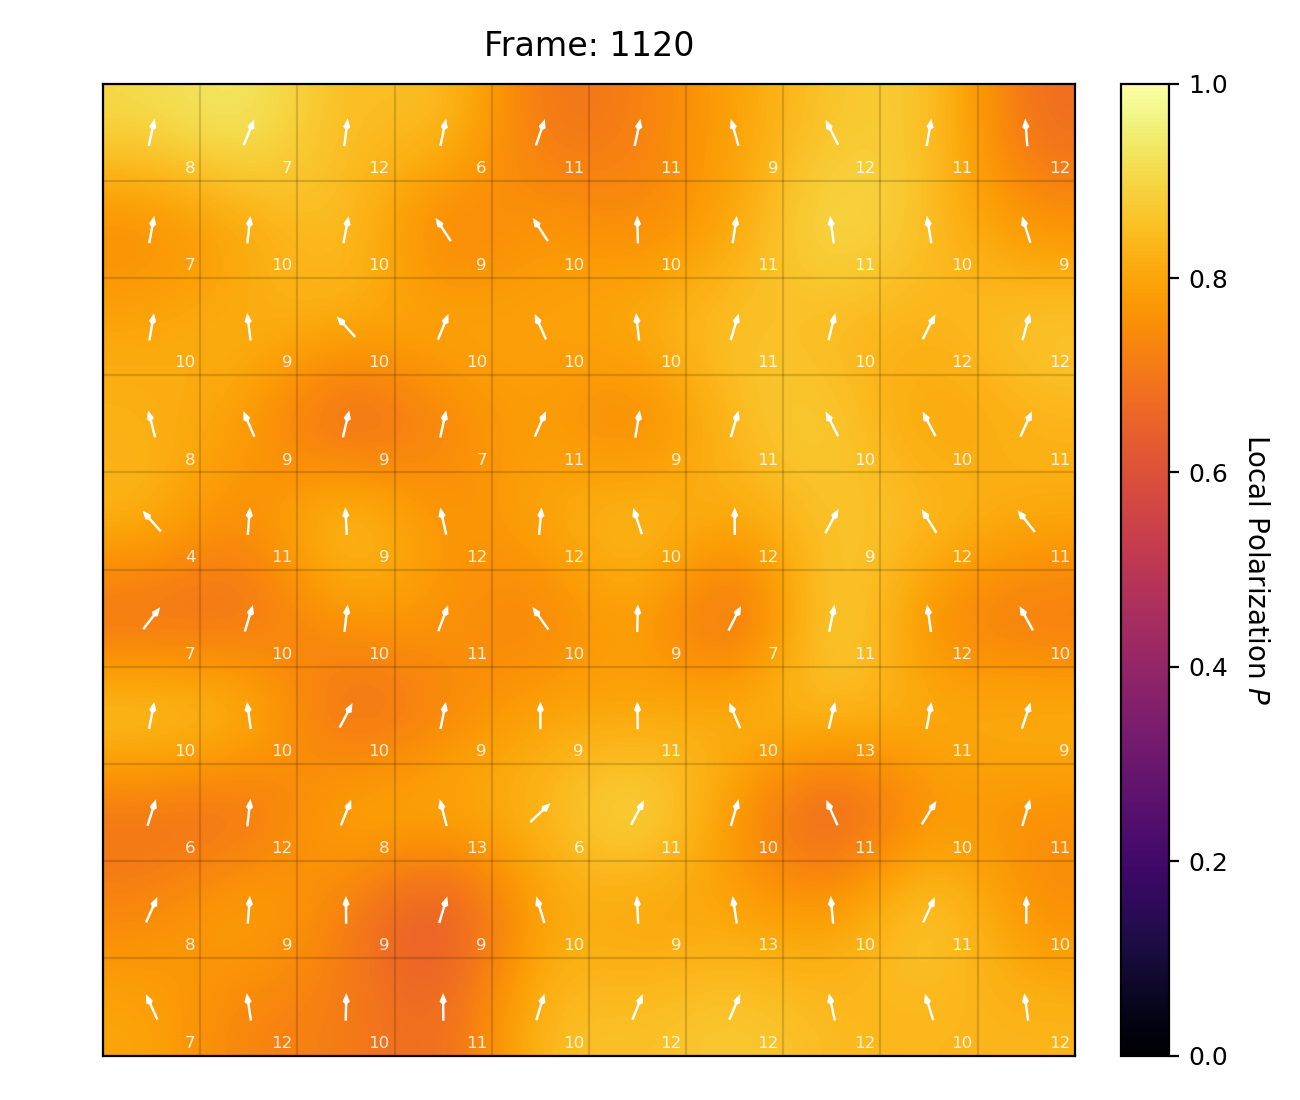 Frame: 1120
8 7 12 6 11 11 9 12 11 12
7 10 10 9 10 10 11 11 10 9
10 9 10 10 10 10 11 10 12 12
8 9 9 7 11 9 11 10 10 11
4 11 9 12 12 10 12 9 12 11
7 10 10 11 10 9 7 11 12 10
10 10 10 9 9 11 10 13 11 9
6 12 8 13 6 11 10 11 10 11
8 9 9 9 10 9 13 10 11 10
7 12 10 11 10 12 12 12 10 12
1.0
0.8
0.6
0.4
0.2
0.0
Local Polarization P